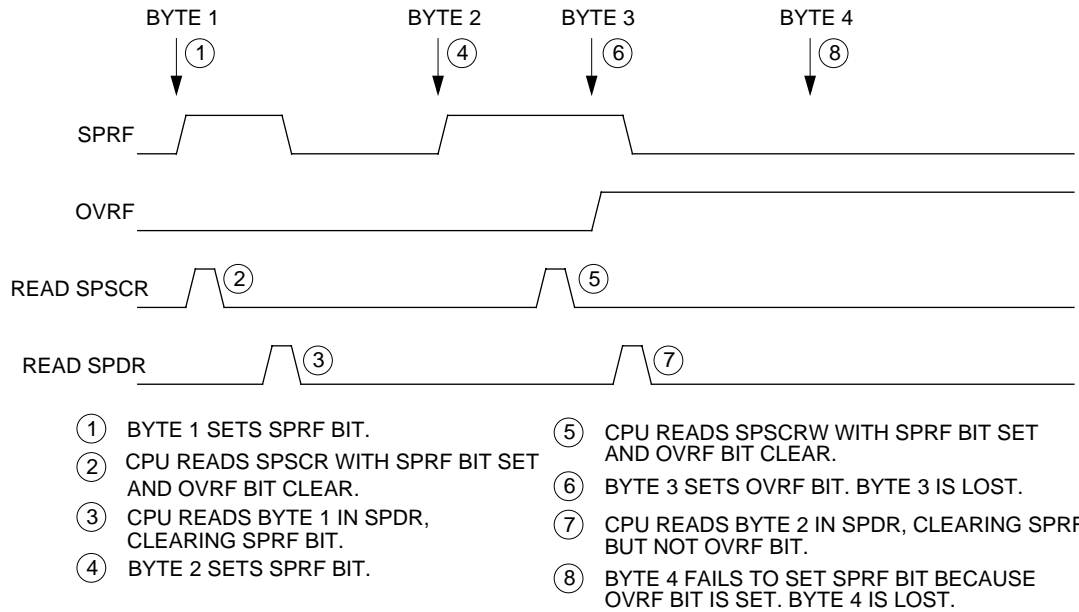 BYTE 1 BYTE 2 BYTE 3 BYTE 4
1 4 6 8
SPRF
OVRF
READ SPSCR 2 5
READ SPDR 3 7
1 BYTE 1 SETS SPRF BIT.
2 CPU READS SPSCR WITH SPRF BIT SET
AND OVRF BIT CLEAR.
3 CPU READS BYTE 1 IN SPDR,
CLEARING SPRF BIT.
4 BYTE 2 SETS SPRF BIT.
5 CPU READS SPSCRW WITH SPRF BIT SET
AND OVRF BIT CLEAR.
6 BYTE 3 SETS OVRF BIT. BYTE 3 IS LOST.
7 CPU READS BYTE 2 IN SPDR, CLEARING SPRF
BUT NOT OVRF BIT.
8 BYTE 4 FAILS TO SET SPRF BIT BECAUSE
OVRF BIT IS SET. BYTE 4 IS LOST.